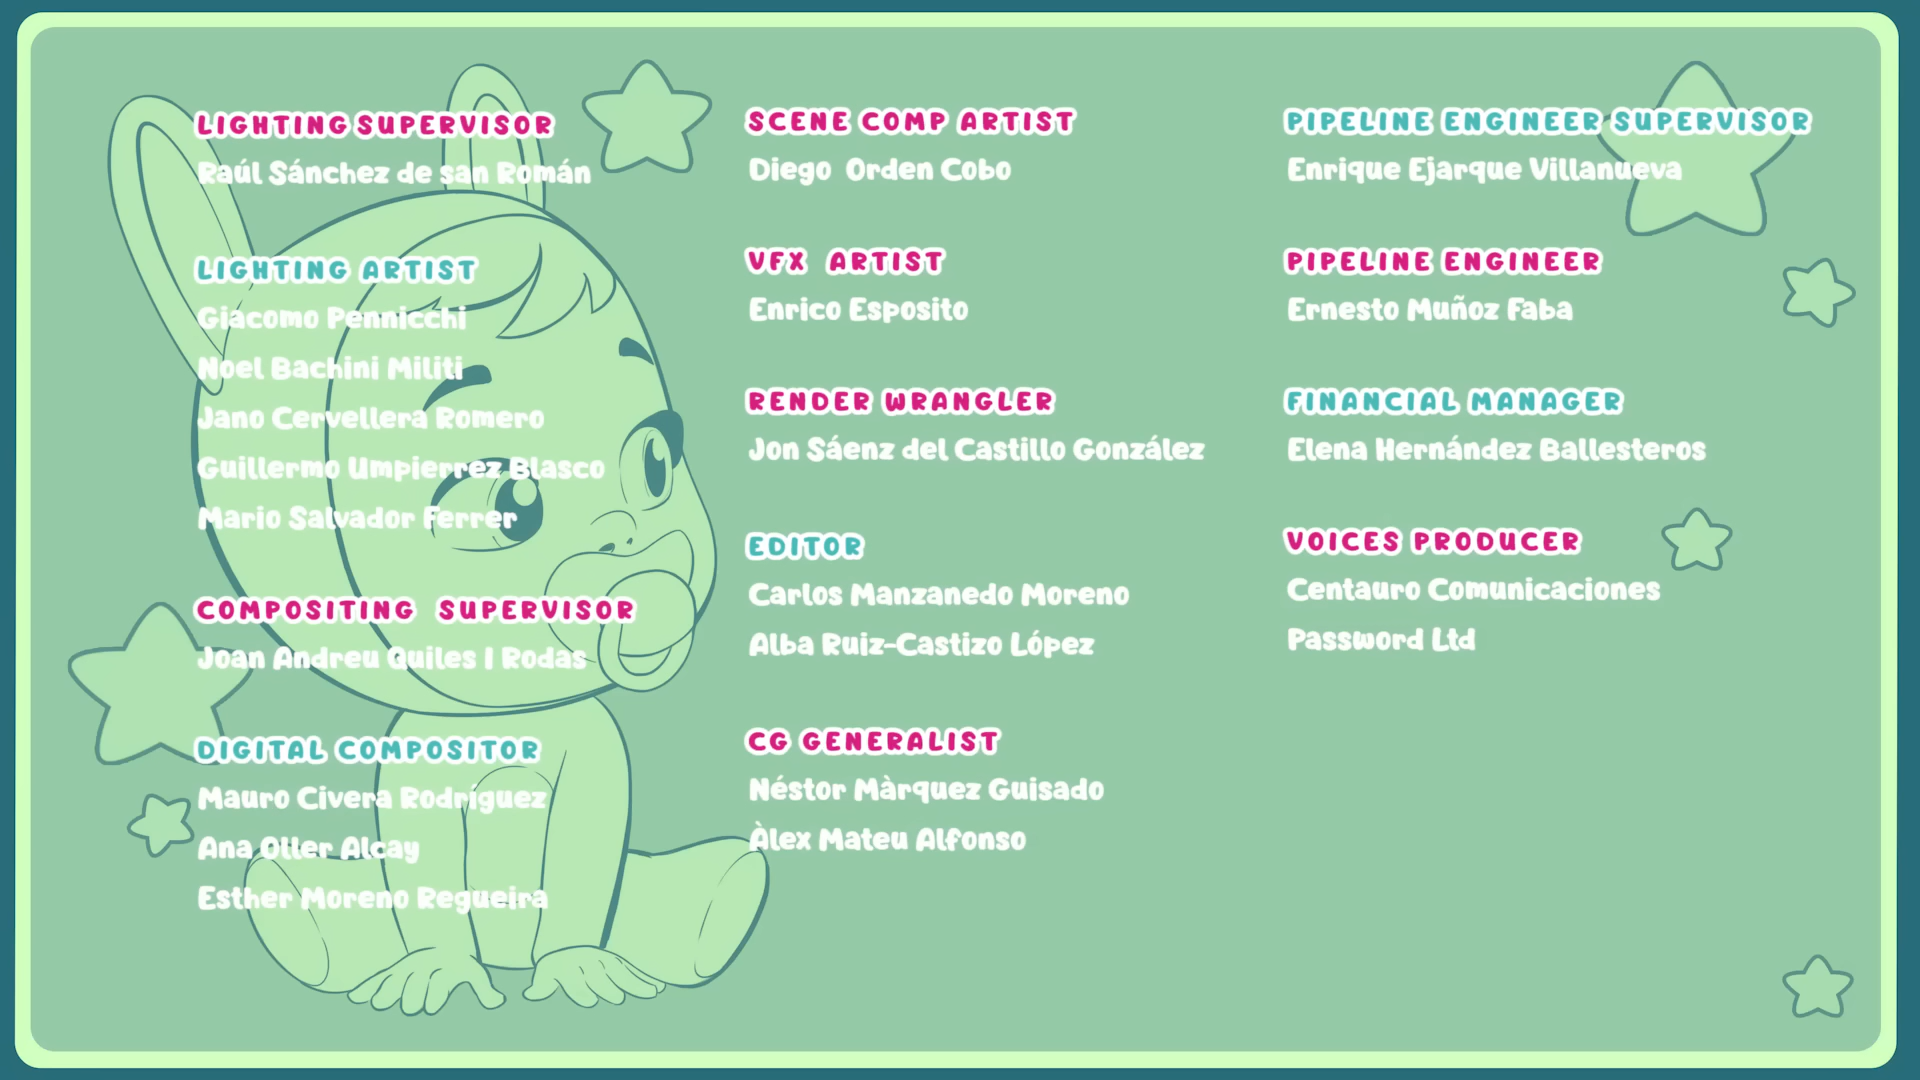 LIGHTING SUPERVISOR
Raúl Sánchez de san Román
LIGHTING ARTIST
Giacomo Pennicchi
Noel Bachini Militi
Jano Cervellera Romero
Guillermo Umpierrez Blasco
Mario Salvador Ferrer
COMPOSITING SUPERVISOR
Joan Andreu Quiles I Rodas
DIGITAL COMPOSITOR
Mauro Civera Rodríguez
Ana Oller Alcay
Esther Moreno Regueira
SCENE COMP ARTIST
Diego Orden Cobo
VFX ARTIST
Enrico Esposito
RENDER WRANGLER
Jon Sáenz del Castillo González
EDITOR
Carlos Manzanedo Moreno
Alba Ruiz-Castizo López
CG GENERALIST
Néstor Màrquez Guisado
Àlex Mateu Alfonso
PIPELINE ENGINEER SUPERVISOR
Enrique Ejarque Villanueva
PIPELINE ENGINEER
Ernesto Muñoz Faba
FINANCIAL MANAGER
Elena Hernández Ballesteros
VOICES PRODUCER
Centauro Comunicaciones
Password Ltd